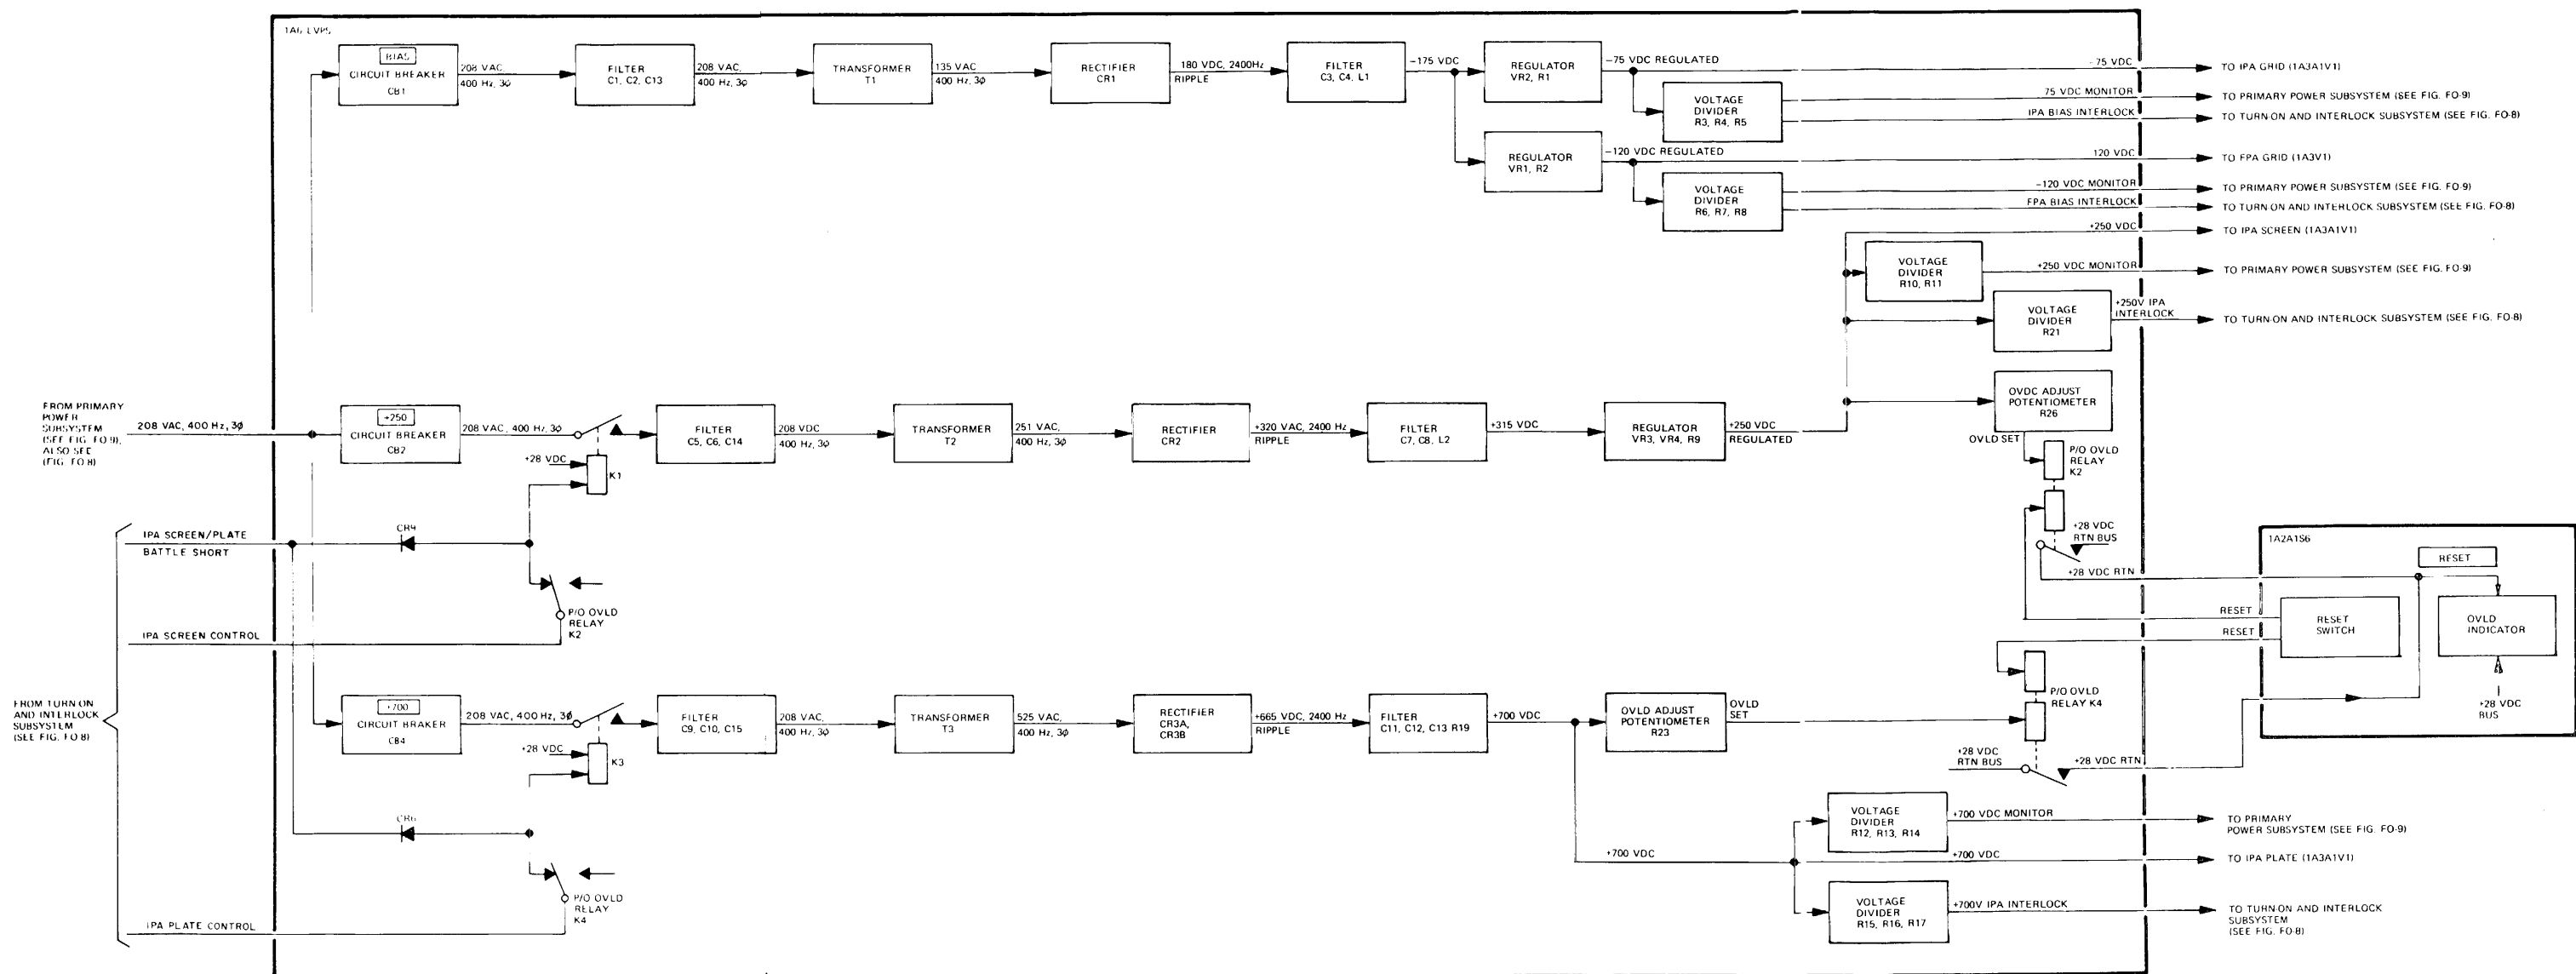 1A6 LVPS
BIAS
CIRCUIT BREAKER
CB1
208 VAC,
400 Hz, 3Ø
FILTER
C1, C2, C13
208 VAC,
400 Hz, 3Ø
TRANSFORMER
T1
135 VAC
400 Hz, 3Ø
RECTIFIER
CR1
180 VDC, 2400Hz
RIPPLE
FILTER
C3, C4, L1
-175 VDC
REGULATOR
VR2, R1
-75 VDC REGULATED
-75 VDC
TO IPA GRID (1A3A1V1)
VOLTAGE
DIVIDER
R3, R4, R5
75 VDC MONITOR
TO PRIMARY POWER SUBSYSTEM (SEE FIG. FO-9)
IPA BIAS INTERLOCK
TO TURN-ON AND INTERLOCK SUBSYSTEM (SEE FIG. FO-8)
REGULATOR
VR1, R2
-120 VDC REGULATED
120 VDC
TO FPA GRID (1A3V1)
VOLTAGE
DIVIDER
R6, R7, R8
-120 VDC MONITOR
TO PRIMARY POWER SUBSYSTEM (SEE FIG. FO-9)
FPA BIAS INTERLOCK
TO TURN-ON AND INTERLOCK SUBSYSTEM (SEE FIG. FO-8)
+250 VDC
TO IPA SCREEN (1A3A1V1)
VOLTAGE
DIVIDER
R10, R11
+250 VDC MONITOR
TO PRIMARY POWER SUBSYSTEM (SEE FIG. FO-9)
VOLTAGE
DIVIDER
R21
+250V IPA
INTERLOCK
TO TURN-ON AND INTERLOCK SUBSYSTEM (SEE FIG. FO-8)
FROM PRIMARY
POWER
SUBSYSTEM
(SEE FIG. FO 9),
ALSO SEE
(FIG. FO 8)
208 VAC, 400 Hz, 3Ø
+250
CIRCUIT BREAKER
CB2
208 VAC, 400 Hz, 3Ø
+28 VDC
K1
FILTER
C5, C6, C14
208 VDC
400 Hz, 3Ø
TRANSFORMER
T2
251 VAC,
400 Hz, 3Ø
RECTIFIER
CR2
+320 VAC, 2400 Hz
RIPPLE
FILTER
C7, C8, L2
+315 VDC
REGULATOR
VR3, VR4, R9
+250 VDC
REGULATED
OVDC ADJUST
POTENTIOMETER
R26
OVLD SET
P/O OVLD
RELAY
K2
+28 VDC
RTN BUS
+28 VDC RTN
1A2A1S6
RESET
RESET
RESET
RESET
SWITCH
OVLD
INDICATOR
+28 VDC
BUS
IPA SCREEN/PLATE
BATTLE SHORT
CR9
P/O OVLD
RELAY
K2
IPA SCREEN CONTROL
FROM TURN ON
AND INTERLOCK
SUBSYSTEM
(SEE FIG. FO 8)
+700
CIRCUIT BRAKER
CB4
208 VAC, 400 Hz, 3Ø
+28 VDC
K3
FILTER
C9, C10, C15
208 VAC,
400 Hz, 3Ø
TRANSFORMER
T3
525 VAC,
400 Hz, 3Ø
RECTIFIER
CR3A,
CR3B
+665 VDC, 2400 Hz
RIPPLE
FILTER
C11, C12, C13 R19
+700 VDC
OVLD ADJUST
POTENTIOMETER
R23
OVLD
SET
P/O OVLD
RELAY K4
+28 VDC
RTN BUS
+28 VDC RTN
CR6
P/O OVLD
RELAY
K4
IPA PLATE CONTROL
VOLTAGE
DIVIDER
R12, R13, R14
+700 VDC MONITOR
TO PRIMARY
POWER SUBSYSTEM (SEE FIG. FO-9)
+700 VDC
+700 VDC
TO IPA PLATE (1A3A1V1)
VOLTAGE
DIVIDER
R15, R16, R17
+700V IPA INTERLOCK
TO TURN-ON AND INTERLOCK
SUBSYSTEM
(SEE FIG. FO-8)